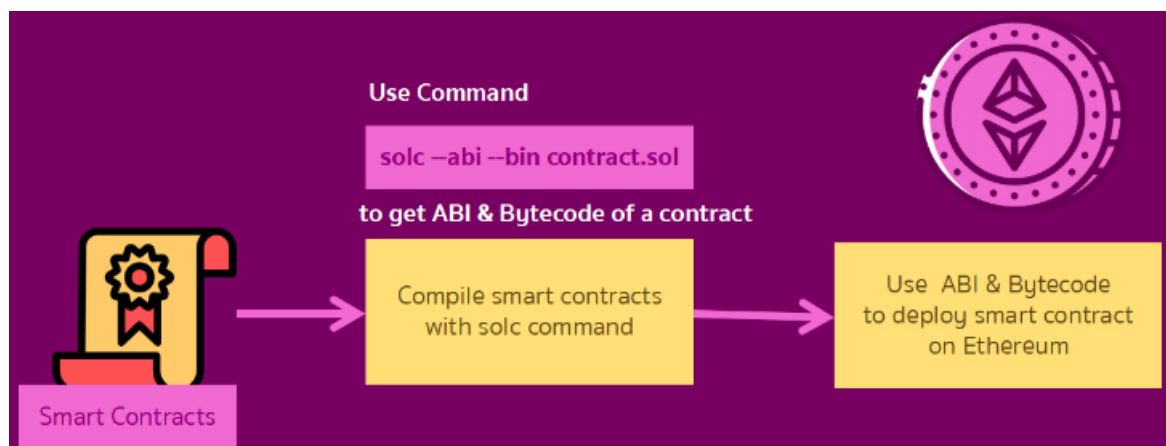 Use Command
solc –abi --bin contract.sol
to get ABI & Bytecode of a contract
Smart Contracts
Compile smart contracts
with solc command
Use ABI & Bytecode
to deploy smart contract
on Ethereum